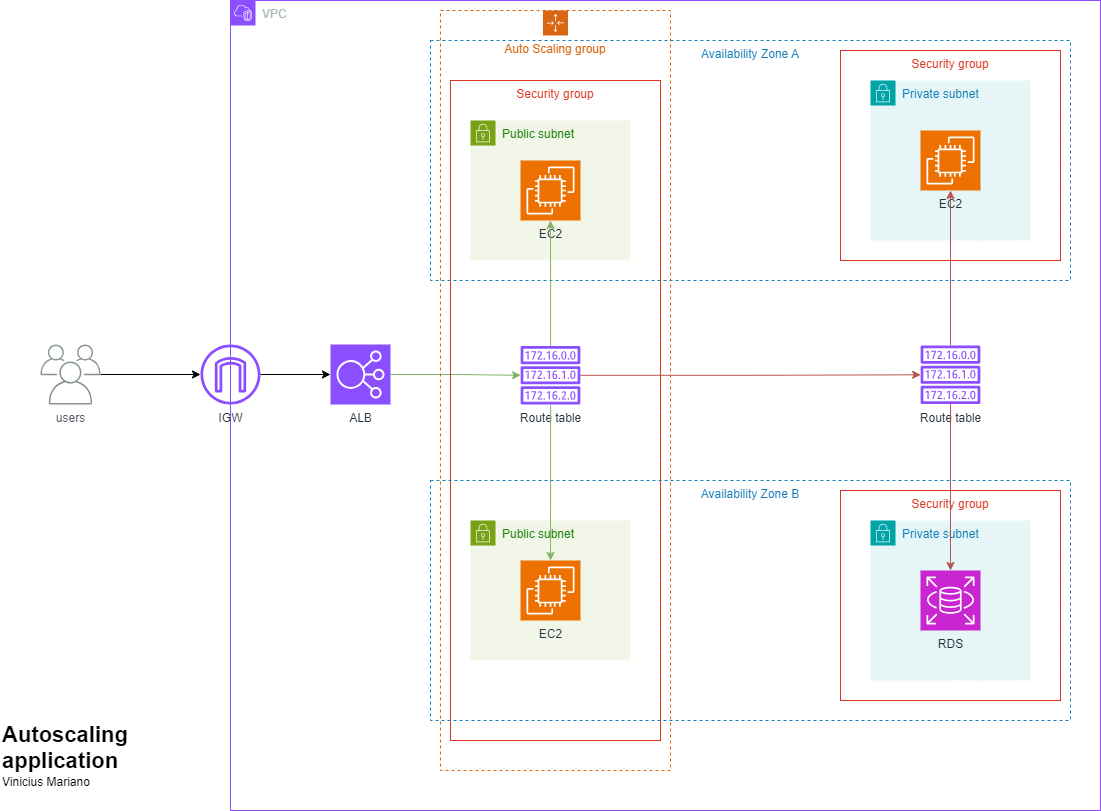 VPC
Auto Scaling group
Availability Zone A
Security group
Security group
Private subnet
Public subnet
EC2
EC2
172.16.0.0
172.16.1.0
172.16.2.0
Route table
172.16.0.0
172.16.1.0
172.16.2.0
Route table
users
IGW
ALB
Availability Zone B
Security group
Public subnet
Private subnet
EC2
RDS
Autoscaling
application
Vinicius Mariano